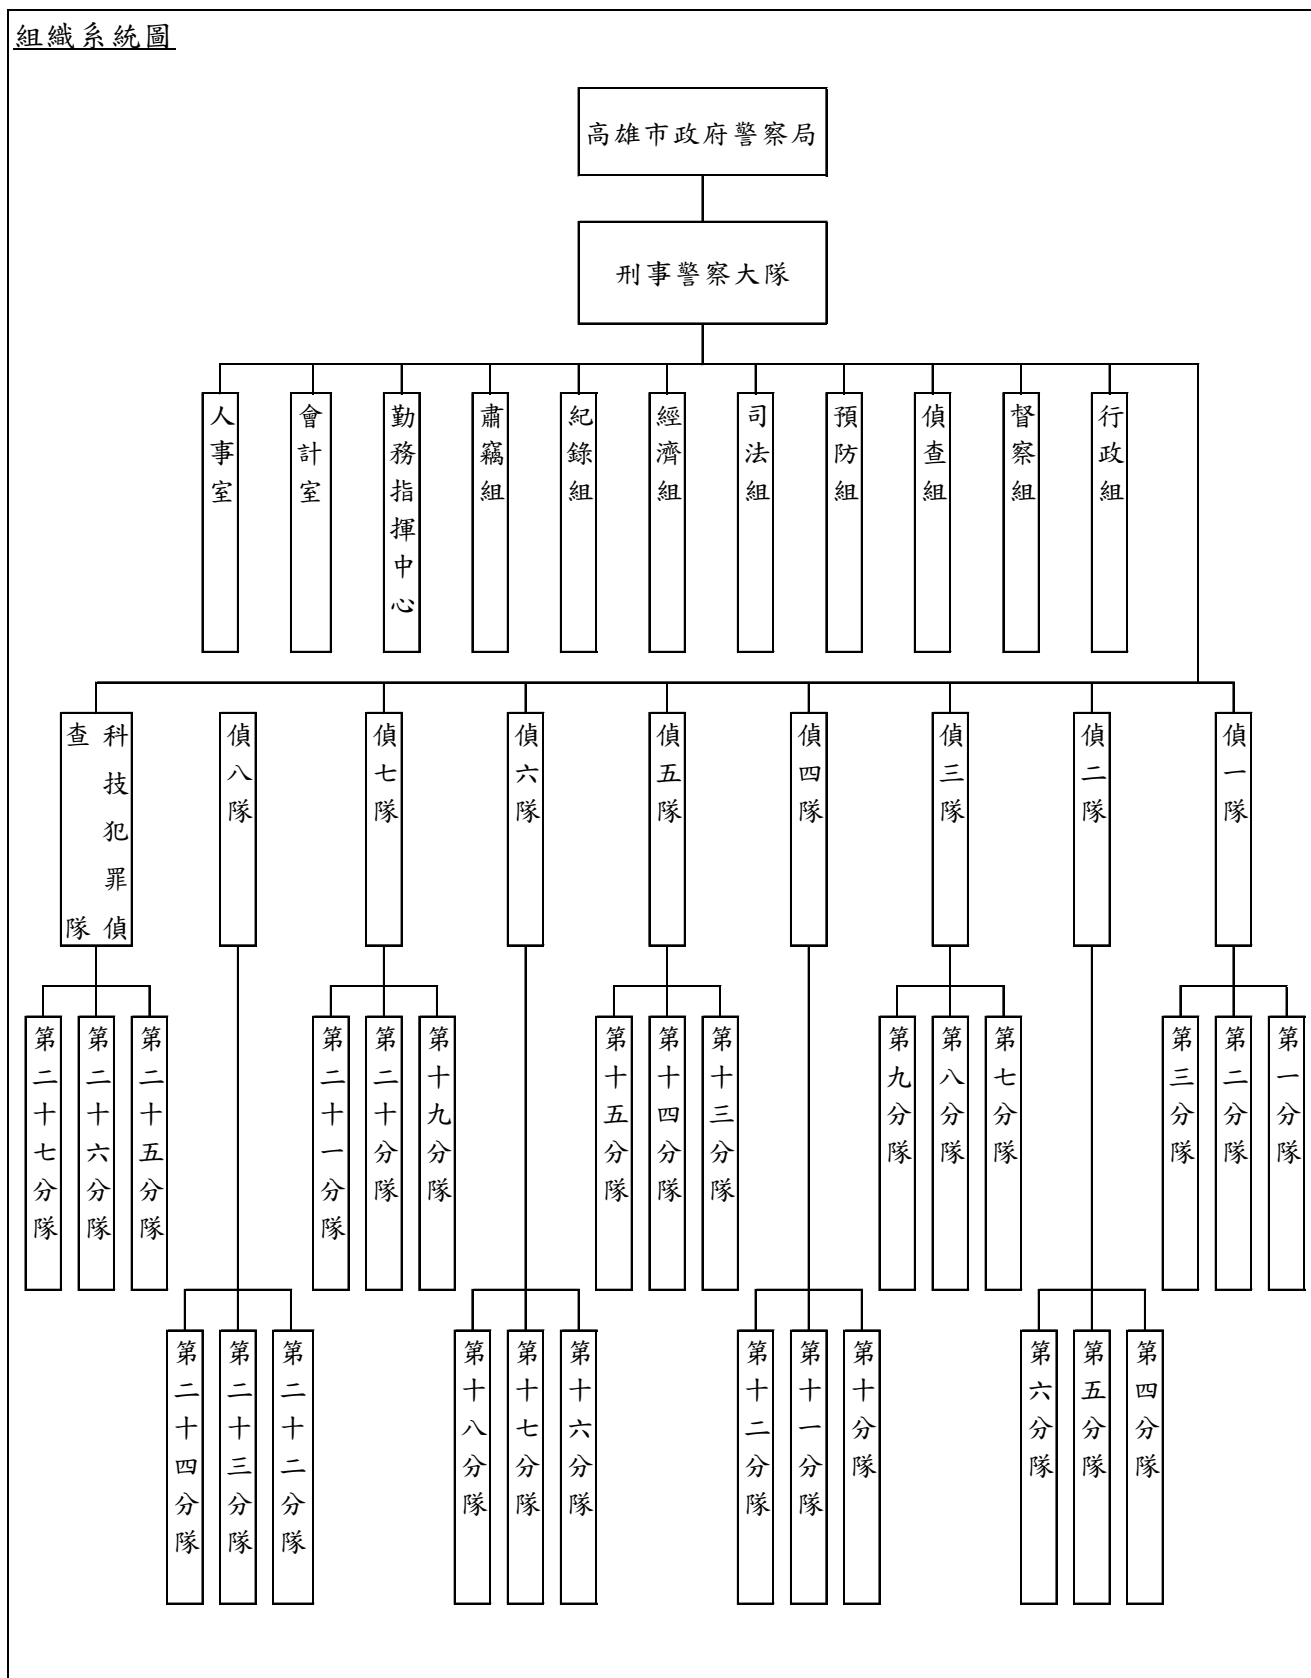 組織系統圖
高雄市政府警察局
刑事警察大隊
行政組
督察組
偵查組
預防組
司法組
經濟組
紀錄組
肅竊組
勤務指揮中心
會計室
人事室
偵一隊
偵二隊
偵三隊
偵四隊
偵五隊
偵六隊
偵七隊
偵八隊
科技犯罪偵
查隊
第一分隊
第二分隊
第三分隊
第七分隊
第八分隊
第九分隊
第十三分隊
第十四分隊
第十五分隊
第十九分隊
第二十分隊
第二十一分隊
第二十五分隊
第二十六分隊
第二十七分隊
第四分隊
第五分隊
第六分隊
第十分隊
第十一分隊
第十二分隊
第十六分隊
第十七分隊
第十八分隊
第二十二分隊
第二十三分隊
第二十四分隊